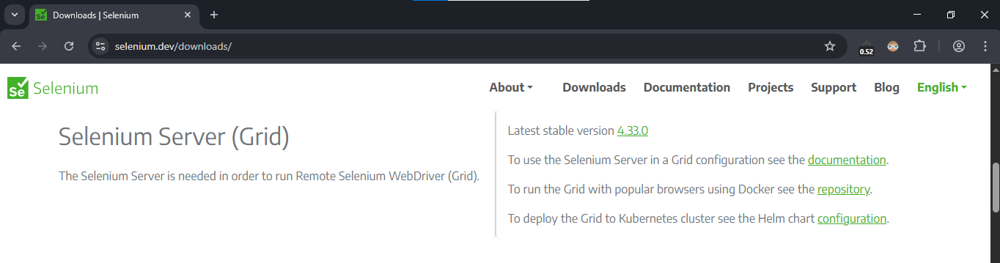 Downloads | Selenium
selenium.dev/downloads/
0.52
Se Selenium
About Downloads Documentation Projects Support Blog English
Selenium Server (Grid)
The Selenium Server is needed in order to run Remote Selenium WebDriver (Grid).
Latest stable version 4.33.0
To use the Selenium Server in a Grid configuration see the documentation.
To run the Grid with popular browsers using Docker see the repository.
To deploy the Grid to Kubernetes cluster see the Helm chart configuration.